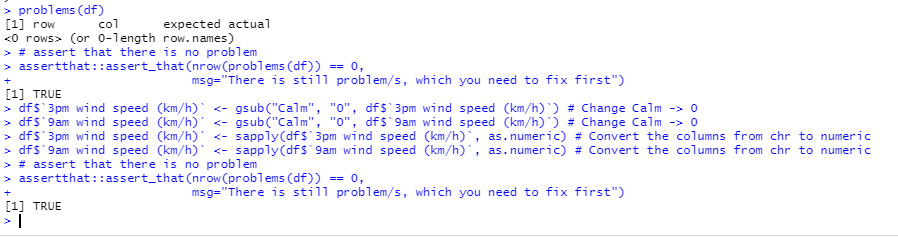 > problems(df)
[1] row      col      expected actual
<0 rows> (or 0-length row.names)
> # assert that there is no problem
> assertthat::assert_that(nrow(problems(df)) == 0,
+                         msg="There is still problem/s, which you need to fix first")
[1] TRUE
> df$`3pm wind speed (km/h)` <- gsub("Calm", "0", df$`3pm wind speed (km/h)`) # Change Calm -> 0
> df$`9am wind speed (km/h)` <- gsub("Calm", "0", df$`9am wind speed (km/h)`) # Change Calm -> 0
> df$`3pm wind speed (km/h)` <- sapply(df$`3pm wind speed (km/h)`, as.numeric) # Convert the columns from chr to numeric
> df$`9am wind speed (km/h)` <- sapply(df$`9am wind speed (km/h)`, as.numeric) # Convert the columns from chr to numeric
> # assert that there is no problem
> assertthat::assert_that(nrow(problems(df)) == 0,
+                         msg="There is still problem/s, which you need to fix first")
[1] TRUE
>